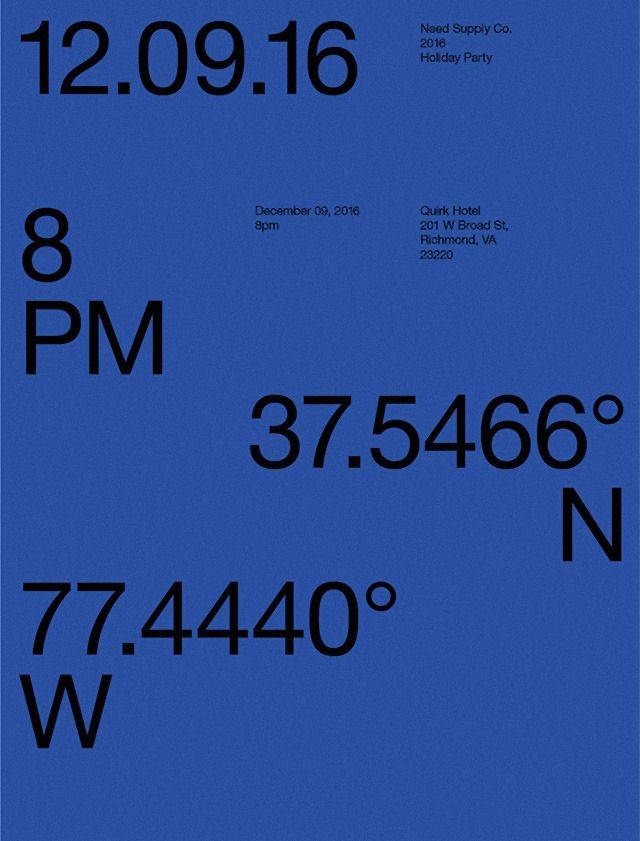 12.09.16
Need Supply Co.
2016
Holiday Party
8
PM
December 09, 2016
8pm
Quirk Hotel
201 W Broad St,
Richmond, VA
23220
37.5466°
N
77.4440°
W